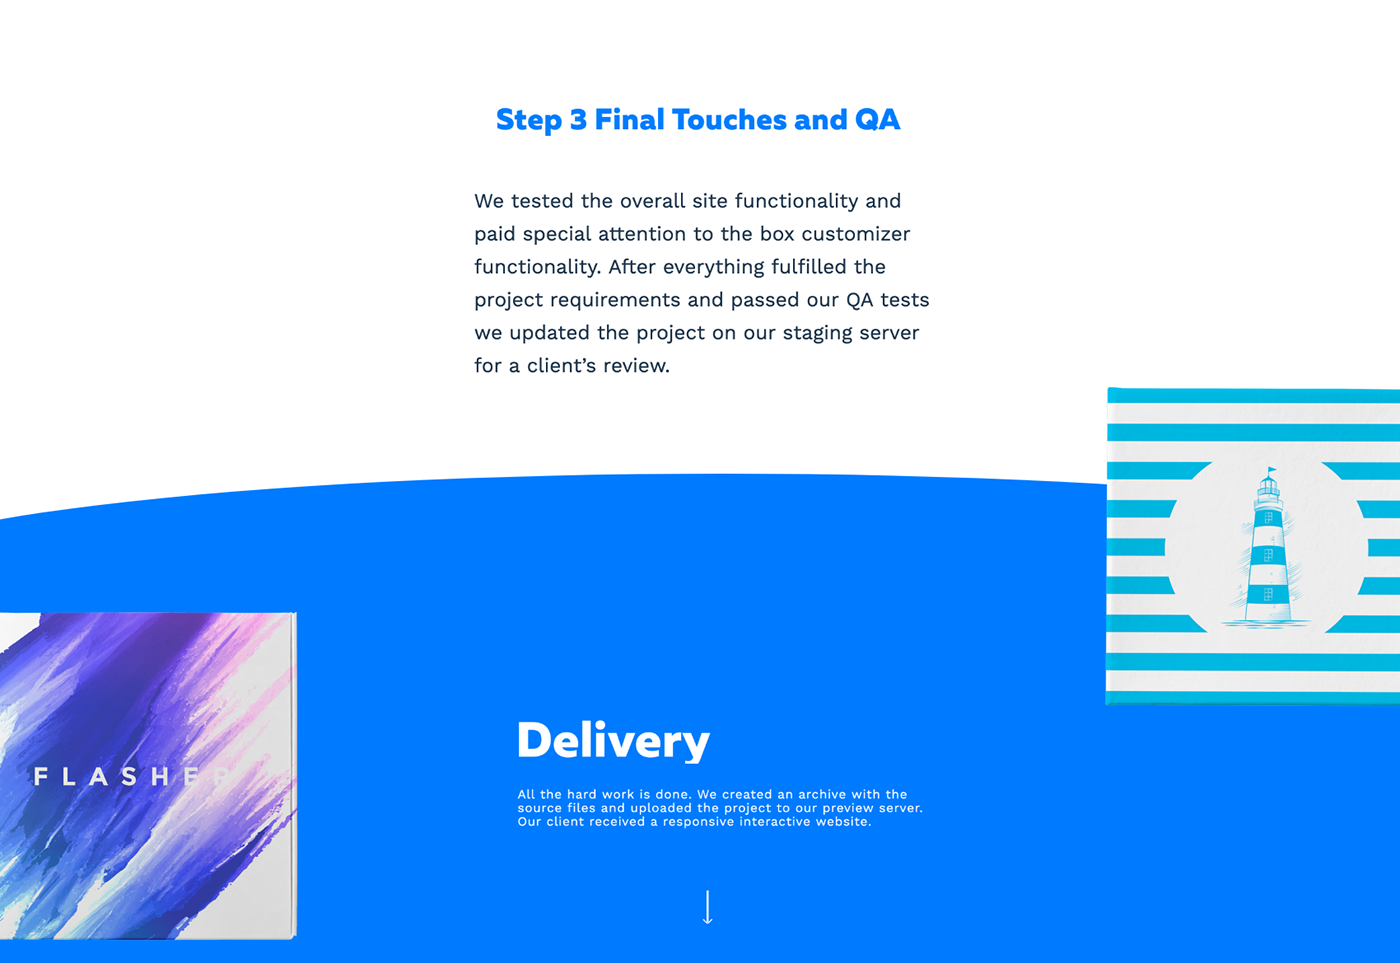 Step 3 Final Touches and QA
We tested the overall site functionality and
paid special attention to the box customizer
functionality. After everything fulfilled the
project requirements and passed our QA tests
we updated the project on our staging server
for a client’s review.
FLASHER
Delivery
All the hard work is done. We created an archive with the
source files and uploaded the project to our preview server.
Our client received a responsive interactive website.